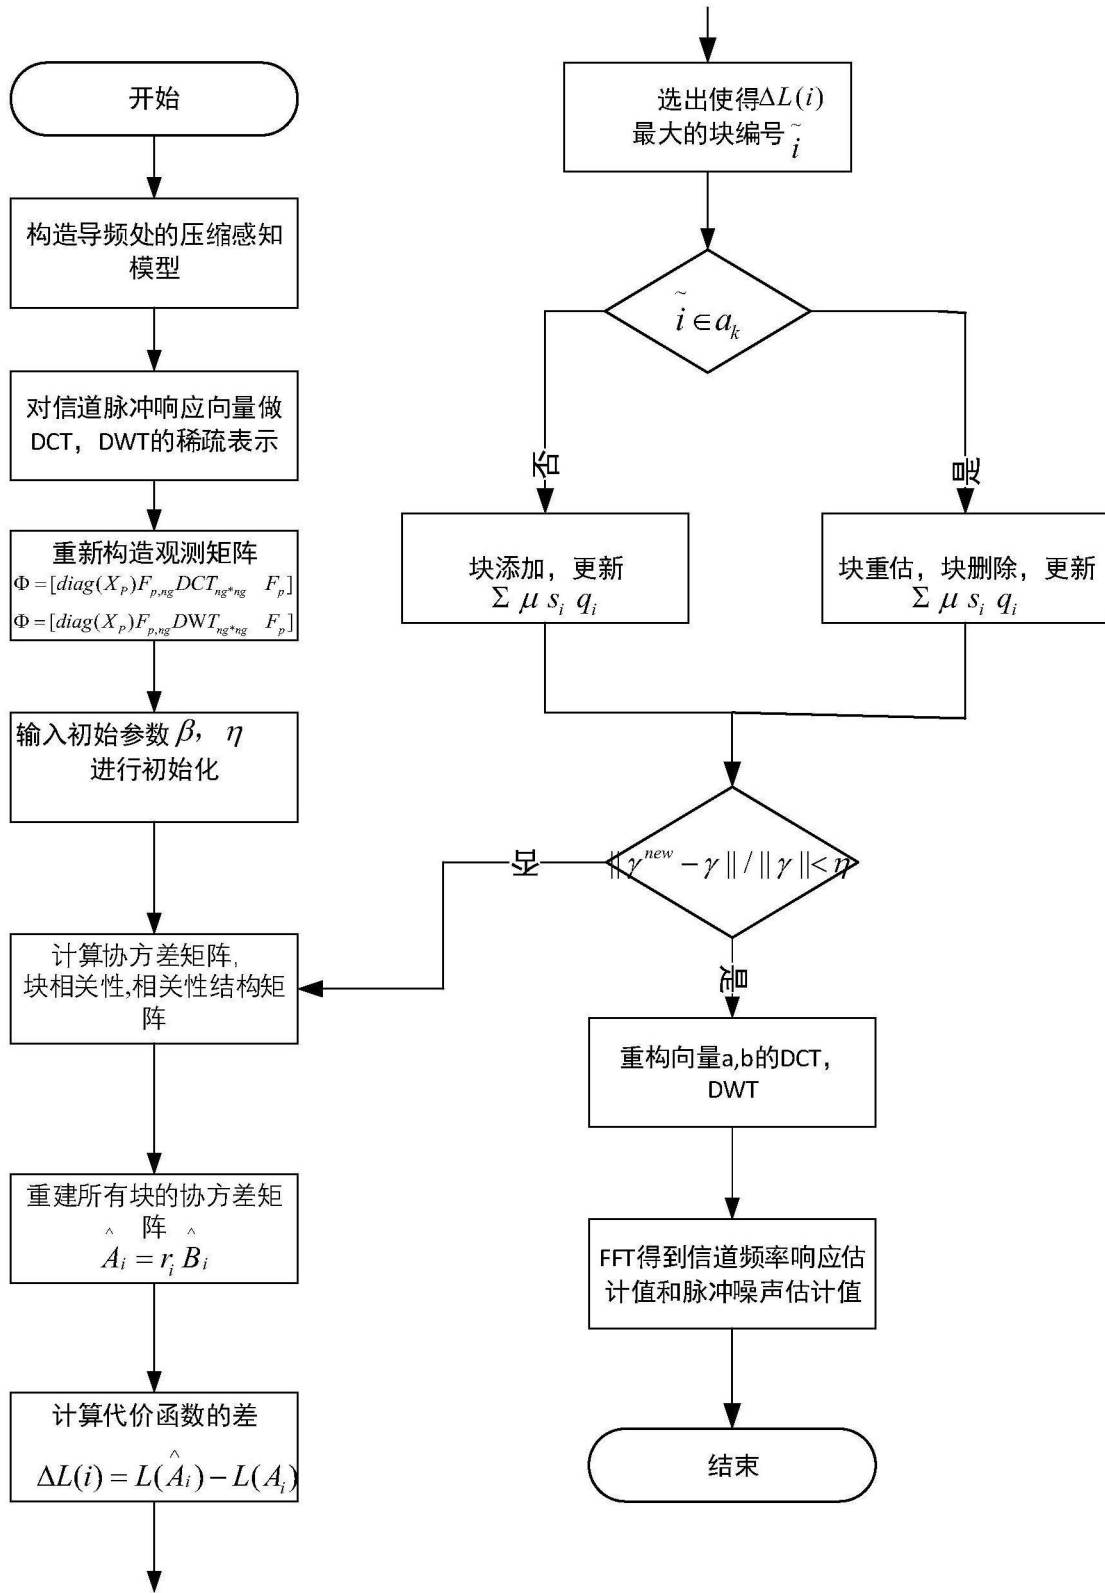 开始
构造导频处的压缩感知
模型
对信道脉冲响应向量做
DCT，DWT的稀疏表示
重新构造观测矩阵
Φ=[diag(X_P)F_{p,ng}DCT_{ng*ng} F_p]
Φ=[diag(X_P)F_{p,ng}DWT_{ng*ng} F_p]
输入初始参数β，η
进行初始化
计算协方差矩阵,
块相关性,相关性结构矩
阵
重建所有块的协方差矩
阵
Â_i = r_i B̂_i
计算代价函数的差
ΔL(i) = L(Â_i) − L(A_i)
选出使得ΔL(i)
最大的块编号 ĩ
ĩ ∈ a_k
否
是
块添加，更新
Σ μ s_i q_i
块重估，块删除，更新
Σ μ s_i q_i
|| γ^{new} − γ || / || γ || < η
否
是
重构向量a,b的DCT，
DWT
FFT得到信道频率响应估
计值和脉冲噪声估计值
结束